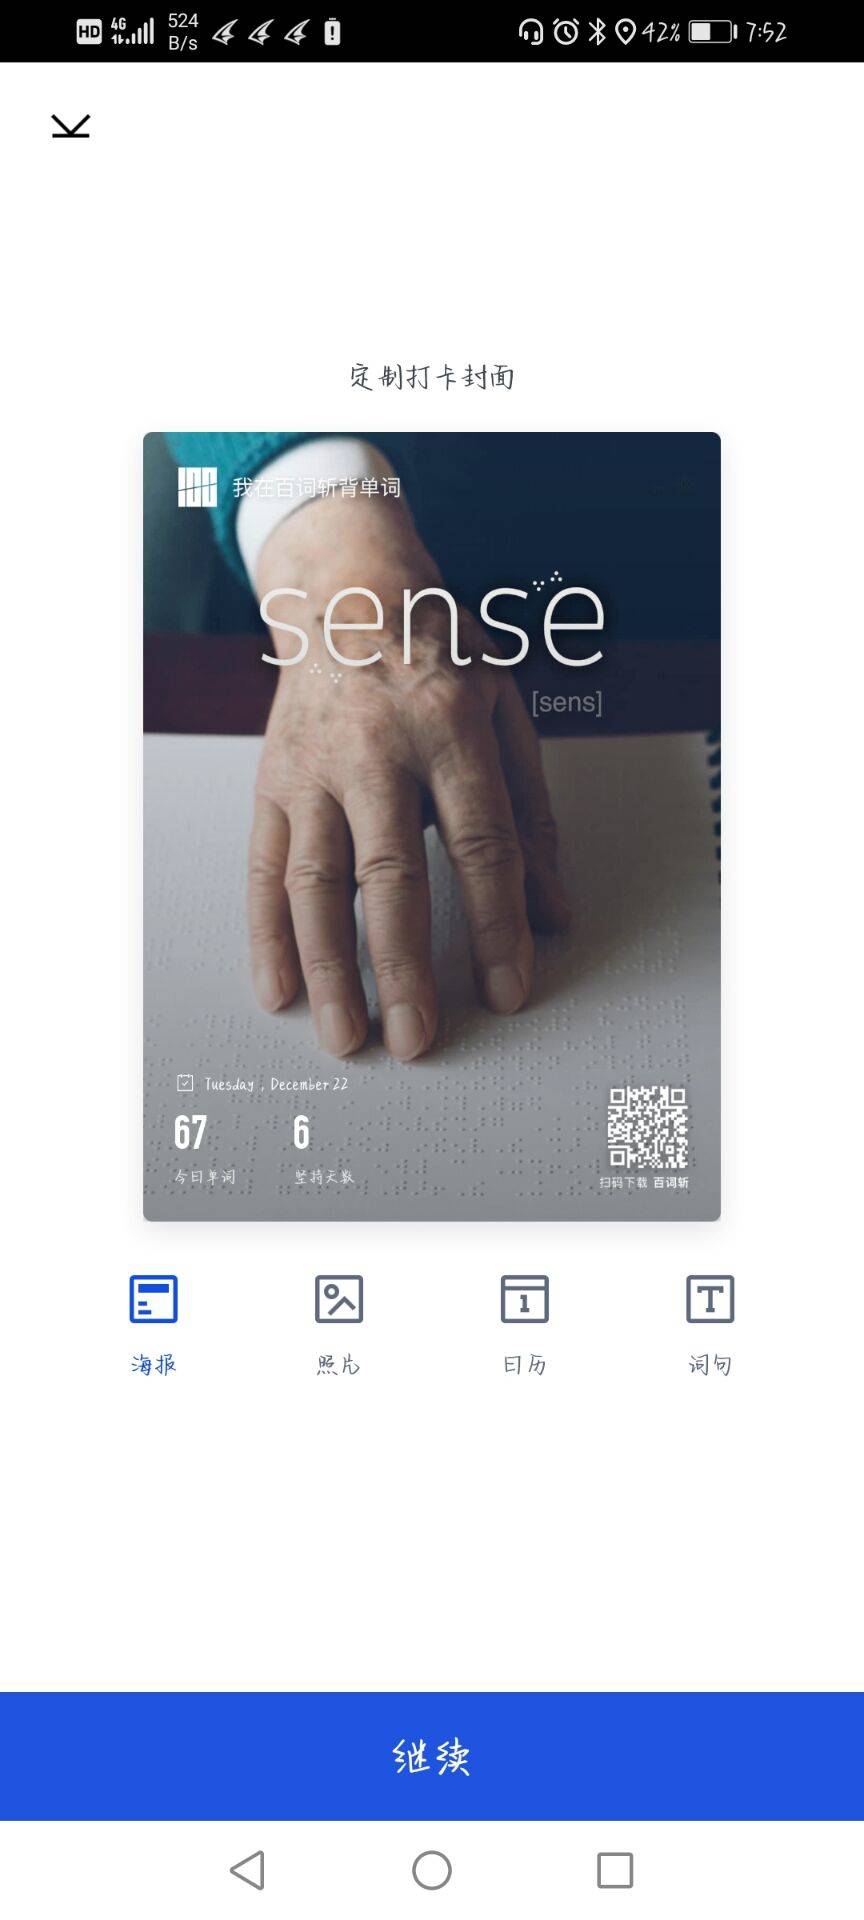 HD 4G 524 B/s 42% 7:52
定制打卡封面
100 我在百词斩背单词
sense
[sens]
Tuesday , December 22
67 6
今日单词 坚持天数
扫码下载 百词斩
海报 照片 日历 词句
继续